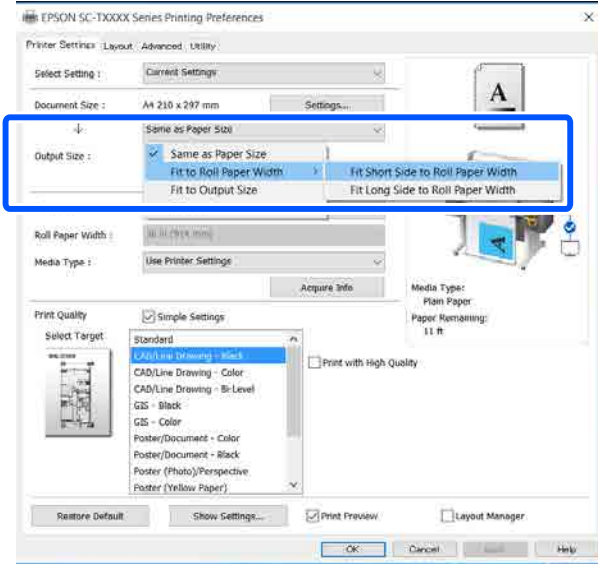 EPSON SC-TXXXX Series Printing Preferences
Printer Settings Layout Advanced Utility
Select Setting : Current Settings
Document Size : A4 210 x 297 mm Settings...
A
Same as Paper Size
Output Size : Same as Paper Size
Fit to Roll Paper Width Fit Short Side to Roll Paper Width
Fit to Output Size Fit Long Side to Roll Paper Width
Roll Paper Width :
A
Media Type : Use Printer Settings
Acquire Info
Media Type:
Plain Paper
Paper Remaining:
11 ft
Print Quality Simple Settings
Select Target
Standard
CAD/Line Drawing - Black
CAD/Line Drawing - Color
CAD/Line Drawing - Bi-Level
GIS - Black
GIS - Color
Poster/Document - Color
Poster/Document - Black
Poster (Photo)/Perspective
Poster (Yellow Paper)
Print with High Quality
Restore Default Show Settings... Print Preview Layout Manager
OK Cancel Help